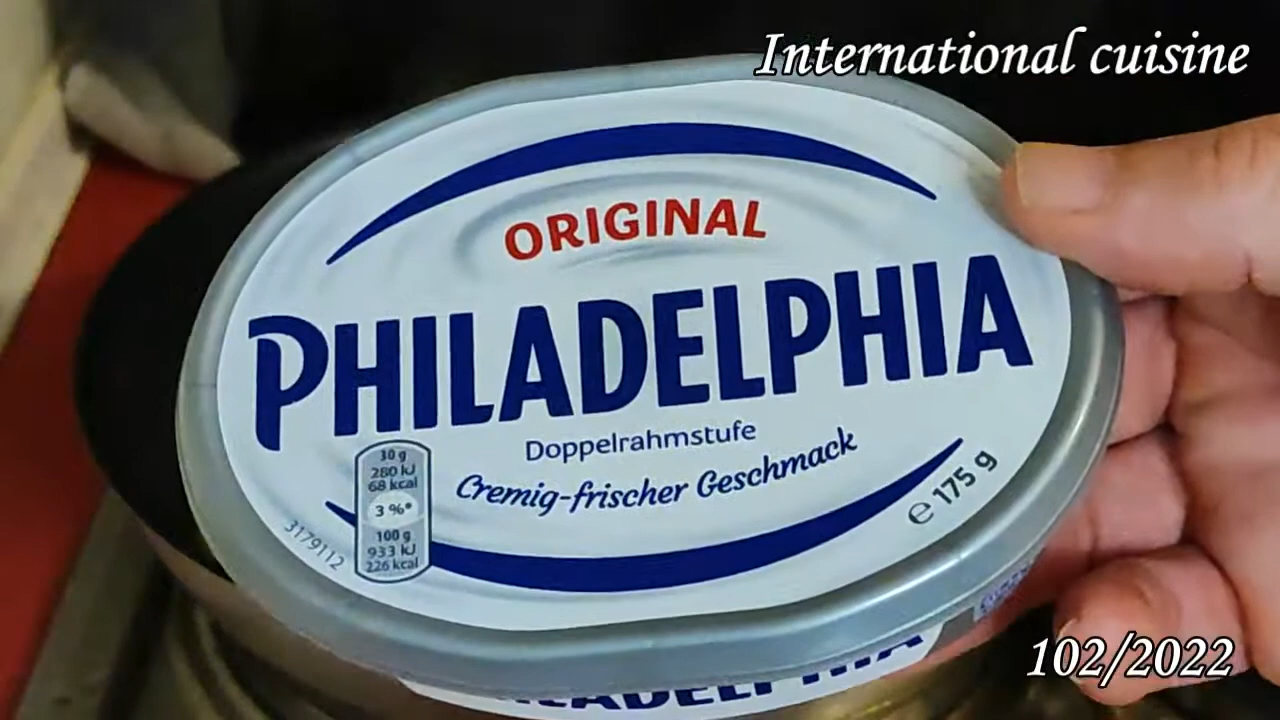 International cuisine
ORIGINAL
PHILADELPHIA
Doppelrahmstufe
Cremig-frischer Geschmack
℮ 175 g
30 g
280 kJ
68 kcal
3 %*
100 g
933 kJ
226 kcal
3179112
PHILADELPHIA
102/2022